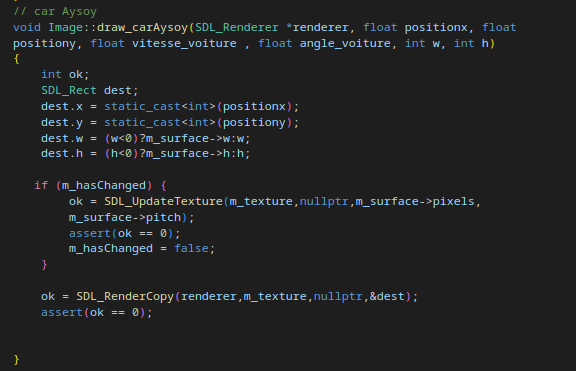 // car Aysoy
void Image::draw_carAysoy(SDL_Renderer *renderer, float positionx, float
positiony, float vitesse_voiture , float angle_voiture, int w, int h)
{
    int ok;
    SDL_Rect dest;
    dest.x = static_cast<int>(positionx);
    dest.y = static_cast<int>(positiony);
    dest.w = (w<0)?m_surface->w:w;
    dest.h = (h<0)?m_surface->h:h;

   if (m_hasChanged) {
        ok = SDL_UpdateTexture(m_texture,nullptr,m_surface->pixels,
        m_surface->pitch);
        assert(ok == 0);
        m_hasChanged = false;
    }

    ok = SDL_RenderCopy(renderer,m_texture,nullptr,&dest);
    assert(ok == 0);


}